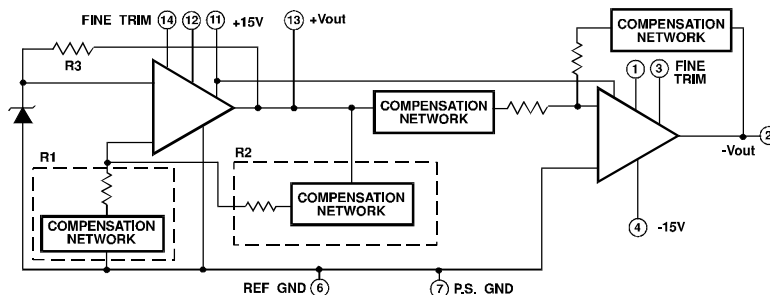 FINE TRIM 14 12 11 +15V 13 +Vout
R3
COMPENSATION
NETWORK
1 3 FINE
TRIM
COMPENSATION
NETWORK
R1
R2
COMPENSATION
NETWORK
COMPENSATION
NETWORK
-Vout 2
4 -15V
REF GND 6
7 P.S. GND